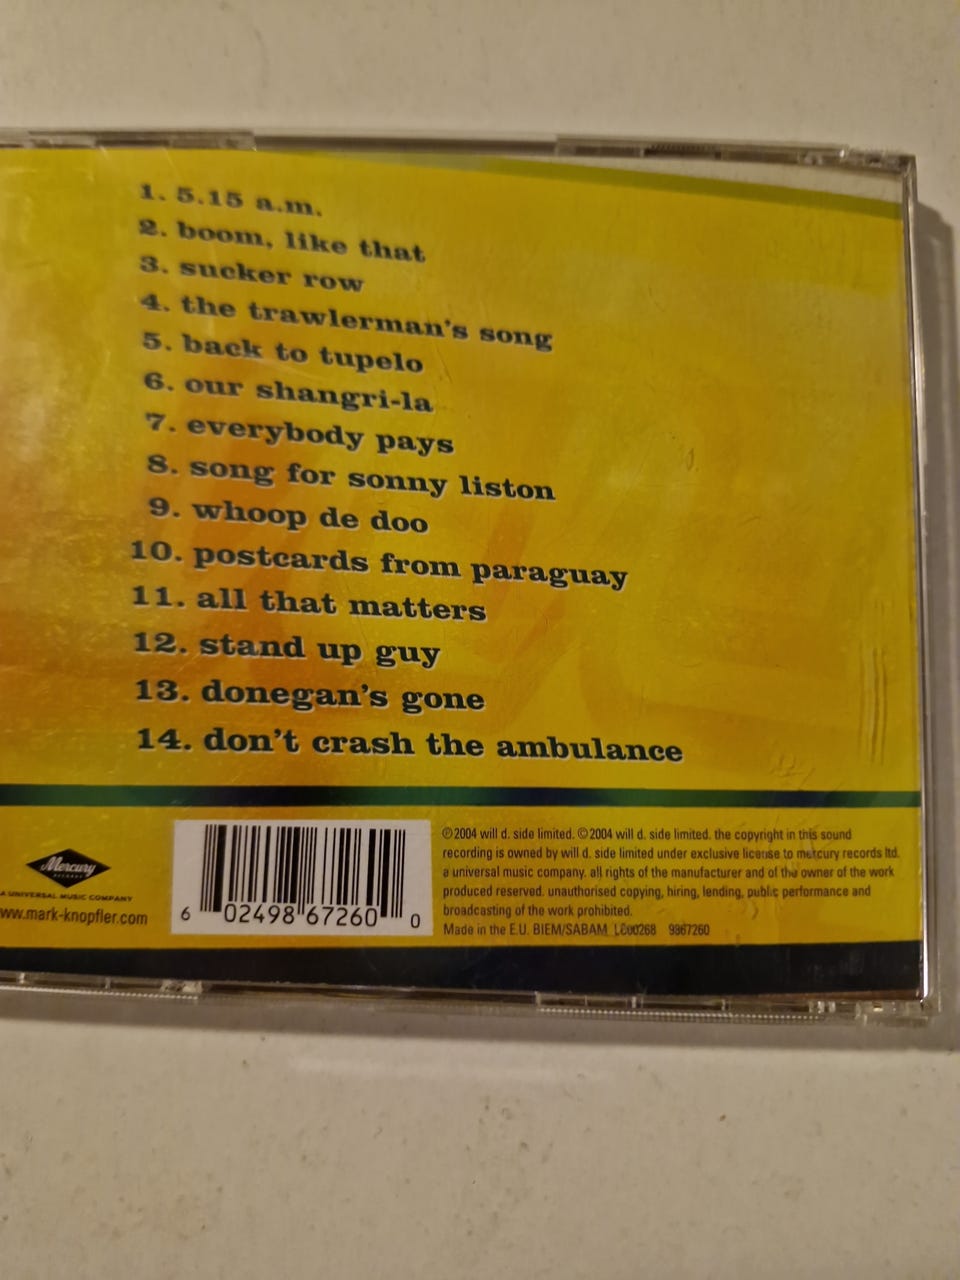 1. 5.15 a.m.
2. boom, like that
3. sucker row
4. the trawlerman's song
5. back to tupelo
6. our shangri-la
7. everybody pays
8. song for sonny liston
9. whoop de doo
10. postcards from paraguay
11. all that matters
12. stand up guy
13. donegan's gone
14. don't crash the ambulance
Mercury
RECORDS
A UNIVERSAL MUSIC COMPANY
www.mark-knopfler.com
6 02498 67260 0
℗2004 will d. side limited. ©2004 will d. side limited. the copyright in this sound
recording is owned by will d. side limited under exclusive license to mercury records ltd.
a universal music company. all rights of the manufacturer and of the owner of the work
produced reserved. unauthorised copying, hiring, lending, public performance and
broadcasting of the work prohibited.
Made in the E.U. BIEM/SABAM LC00268 9867260